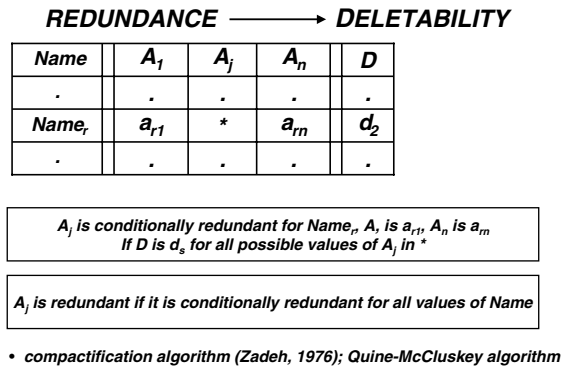 REDUNDANCE → DELETABILITY
Name A1 Aj An D
. . . . .
Namer ar1 * arn d2
. . . . .
Aj is conditionally redundant for Namer, A, is ar1, An is arn
If D is ds for all possible values of Aj in *
Aj is redundant if it is conditionally redundant for all values of Name
• compactification algorithm (Zadeh, 1976); Quine-McCluskey algorithm